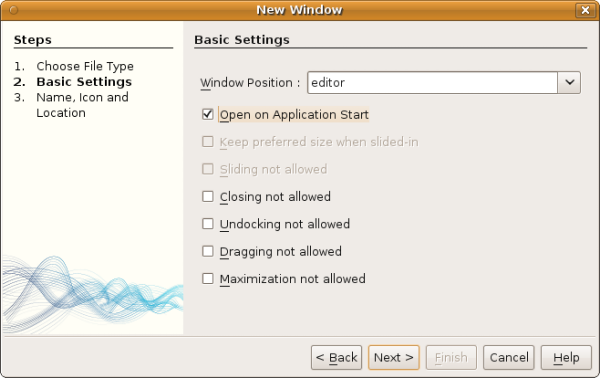 New Window
Steps
1. Choose File Type
2. Basic Settings
3. Name, Icon and
Location
Basic Settings
Window Position : editor
Open on Application Start
Keep preferred size when slided-in
Sliding not allowed
Closing not allowed
Undocking not allowed
Dragging not allowed
Maximization not allowed
< Back Next > Finish Cancel Help